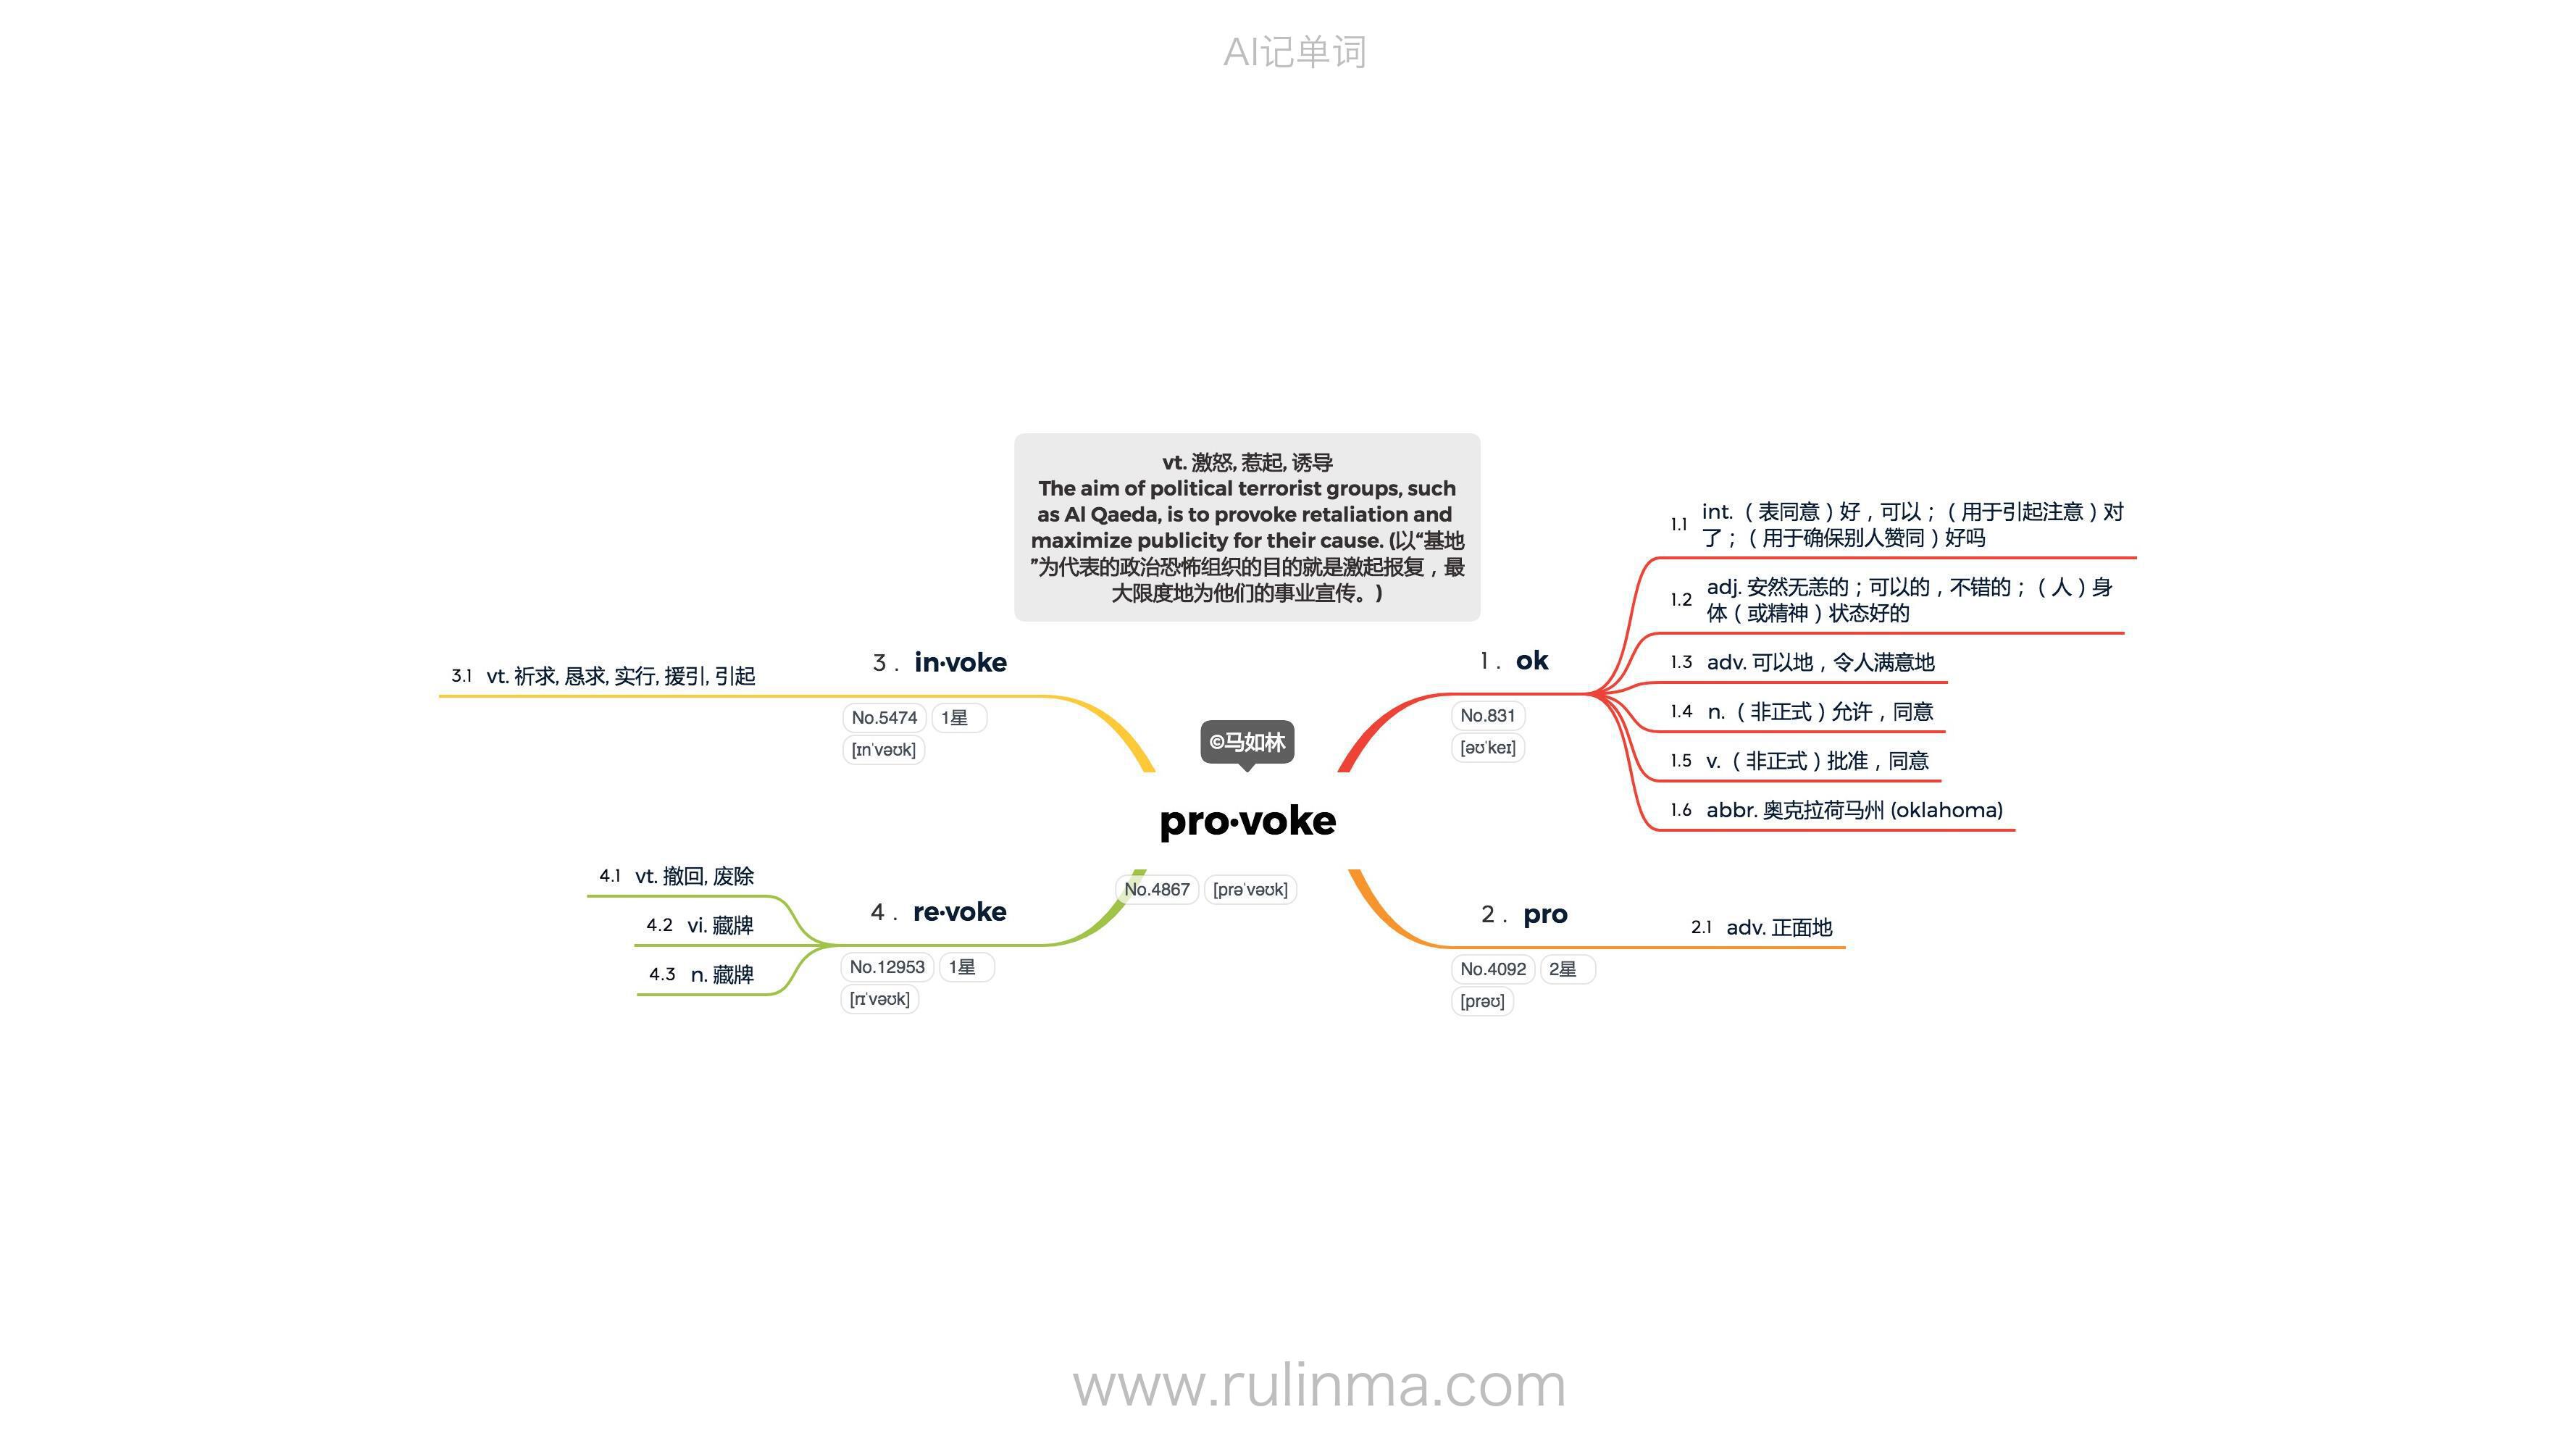 AI记单词
vt. 激怒, 惹起, 诱导
The aim of political terrorist groups, such
as Al Qaeda, is to provoke retaliation and
maximize publicity for their cause. (以“基地
”为代表的政治恐怖组织的目的就是激起报复，最
大限度地为他们的事业宣传。)
©马如林
pro·voke
No.4867 [prəˈvəʊk]
1. ok
No.831
[əʊˈkeɪ]
1.1 int.（表同意）好，可以；（用于引起注意）对
了；（用于确保别人赞同）好吗
1.2 adj. 安然无恙的；可以的，不错的；（人）身
体（或精神）状态好的
1.3 adv. 可以地，令人满意地
1.4 n.（非正式）允许，同意
1.5 v.（非正式）批准，同意
1.6 abbr. 奥克拉荷马州 (oklahoma)
2. pro
No.4092 2星
[prəʊ]
2.1 adv. 正面地
3. in·voke
No.5474 1星
[ɪnˈvəʊk]
3.1 vt. 祈求, 恳求, 实行, 援引, 引起
4. re·voke
No.12953 1星
[rɪˈvəʊk]
4.1 vt. 撤回, 废除
4.2 vi. 藏牌
4.3 n. 藏牌
www.rulinma.com